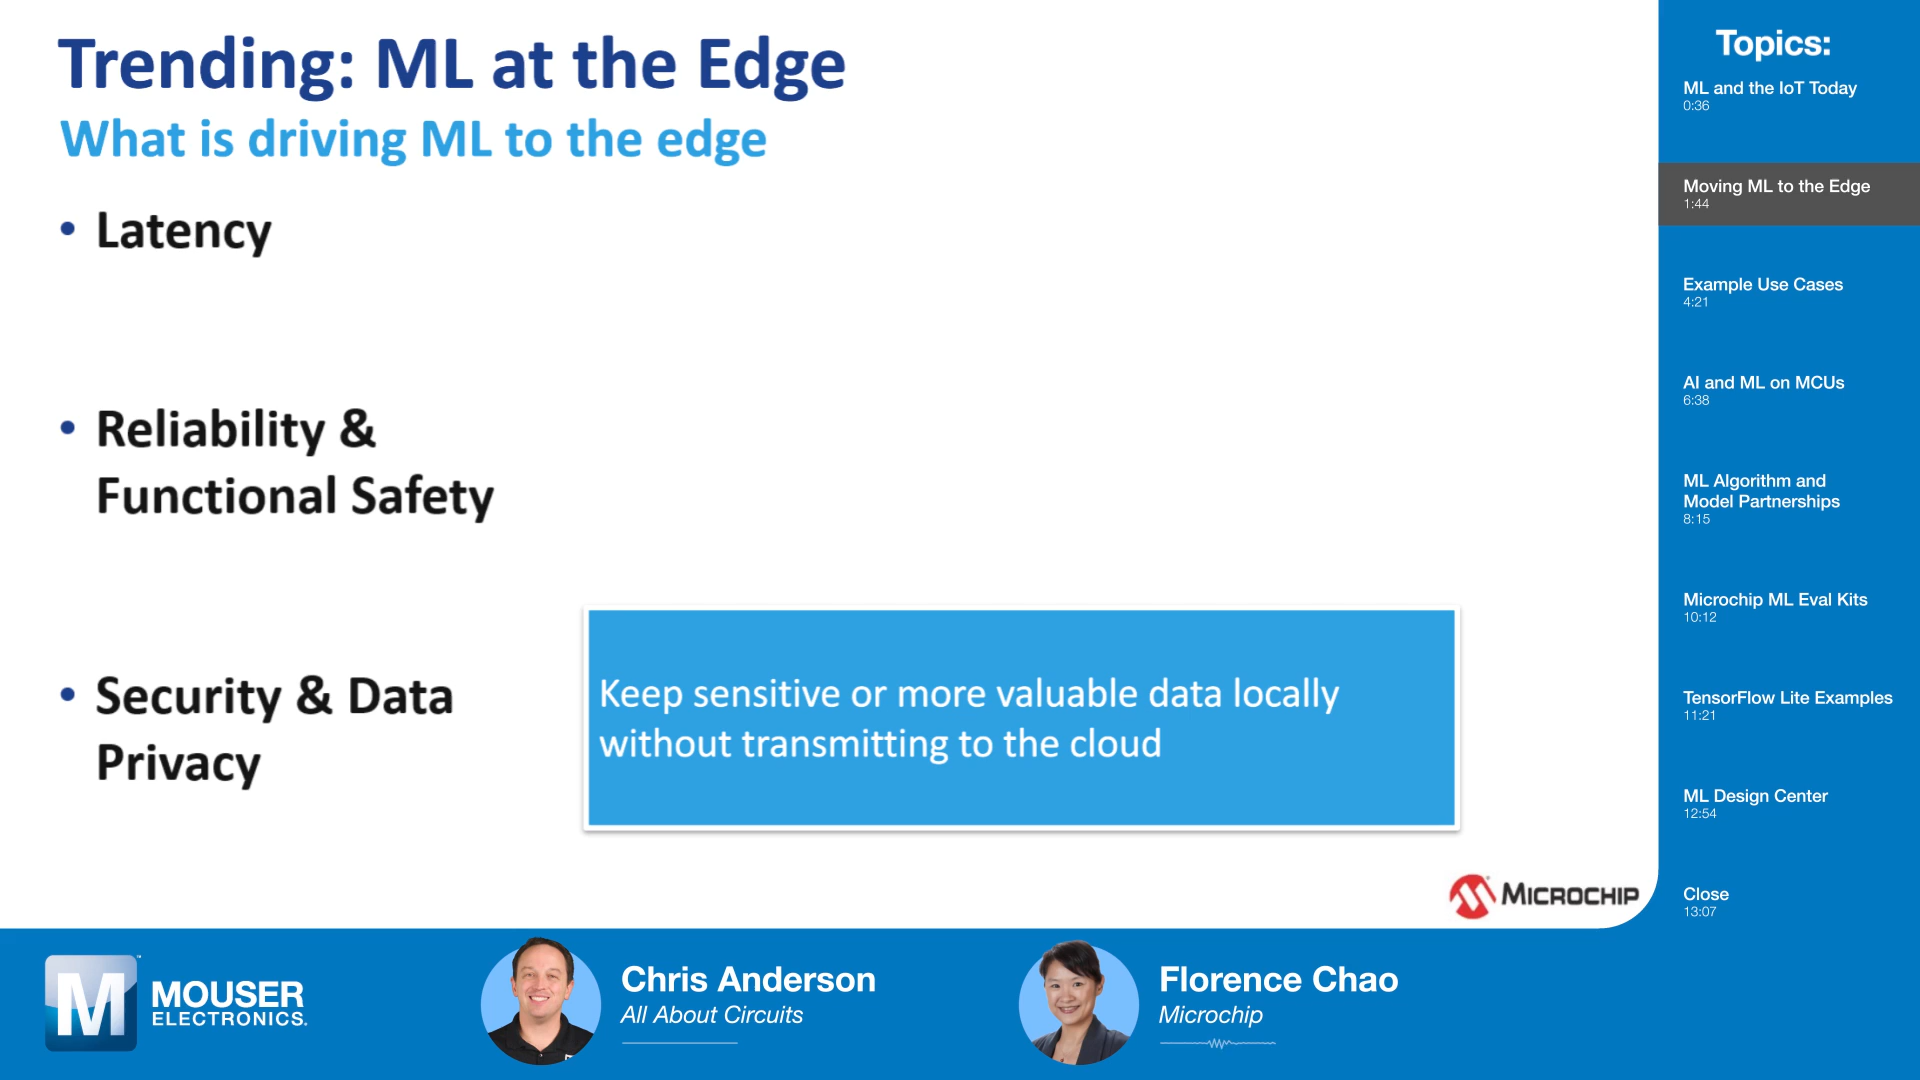 Trending: ML at the Edge
What is driving ML to the edge
• Latency
• Reliability &
Functional Safety
• Security & Data
Privacy
Keep sensitive or more valuable data locally
without transmitting to the cloud
MICROCHIP
Topics:
ML and the IoT Today
0:36
Moving ML to the Edge
1:44
Example Use Cases
4:21
AI and ML on MCUs
6:38
ML Algorithm and
Model Partnerships
8:15
Microchip ML Eval Kits
10:12
TensorFlow Lite Examples
11:21
ML Design Center
12:54
Close
13:07
M
MOUSER
ELECTRONICS.
Chris Anderson
All About Circuits
Florence Chao
Microchip